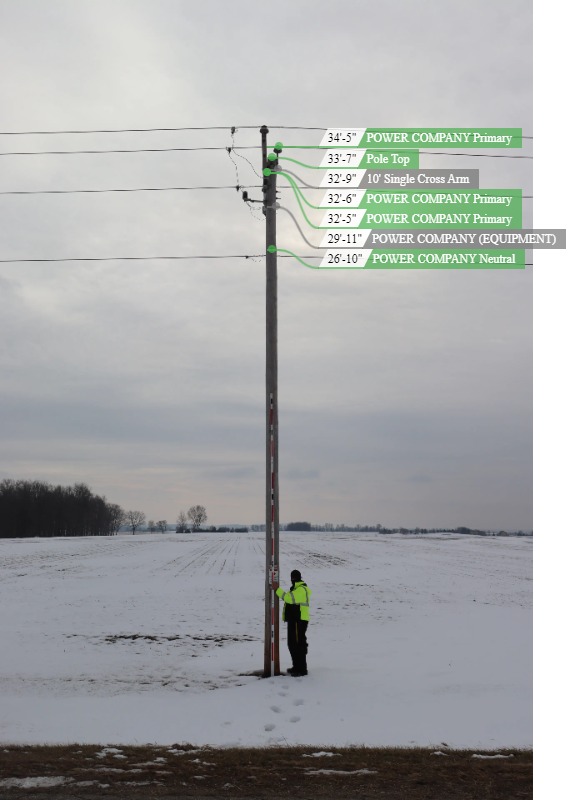 34'-5" POWER COMPANY Primary
33'-7" Pole Top
32'-9" 10' Single Cross Arm
32'-6" POWER COMPANY Primary
32'-5" POWER COMPANY Primary
29'-11" POWER COMPANY (EQUIPMENT)
26'-10" POWER COMPANY Neutral